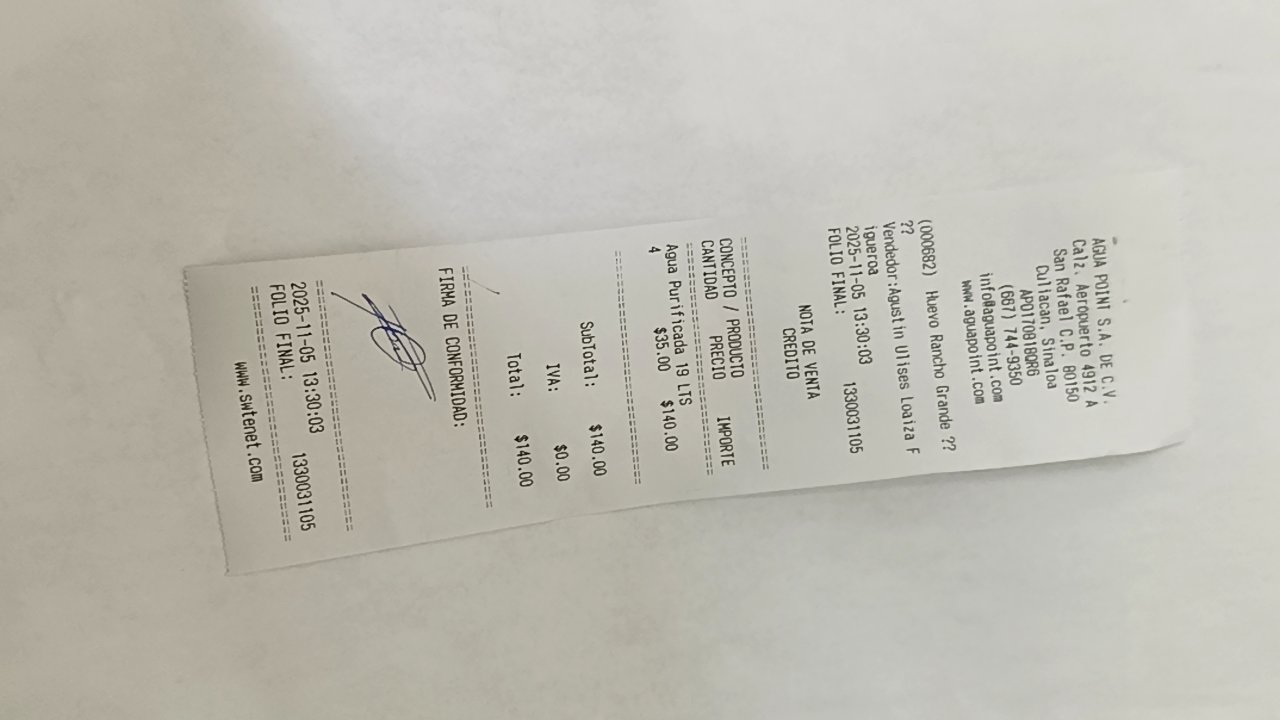 AGUA POINT S.A. DE C.V.
Calz. Aeropuerto 4912 A
San Rafael C.P. 80150
Culiacan, Sinaloa
APO170818QR6
(667) 744-9350
info@aguapoint.com
www.aguapoint.com
(000682) Huevo Rancho Grande ??
??
Vendedor:Agustin Ulises Loaiza F
igueroa
2025-11-05 13:30:03
FOLIO FINAL: 1330031105
NOTA DE VENTA
CREDITO
================================
CONCEPTO / PRODUCTO
CANTIDAD PRECIO IMPORTE
================================
Agua Purificada 19 LTS
4 $35.00 $140.00
================================
SubTotal: $140.00
IVA: $0.00
Total: $140.00
================================
FIRMA DE CONFORMIDAD:
================================
2025-11-05 13:30:03
FOLIO FINAL: 1330031105
================================
www.swtenet.com